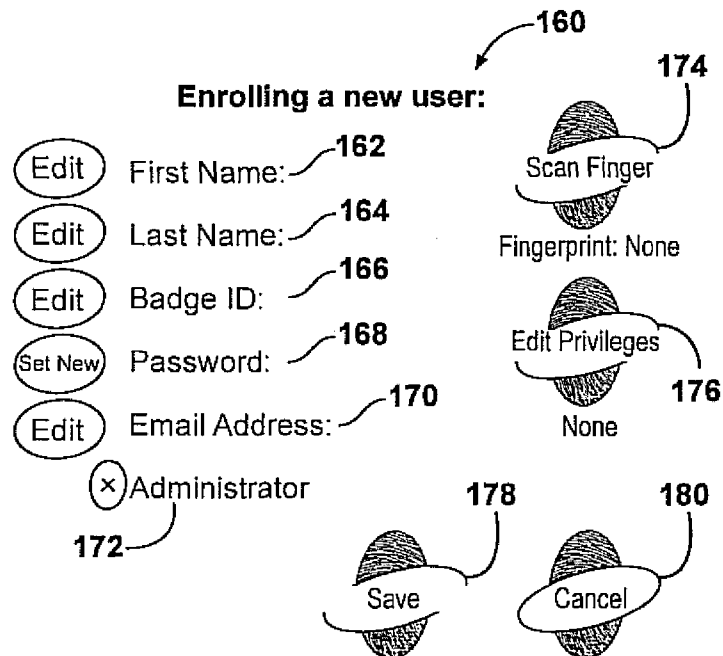 160
174
Enrolling a new user:
Edit First Name: 162
Scan Finger
Edit Last Name: 164
Fingerprint: None
Edit Badge ID: 166
Set New Password: 168
Edit Privileges
176
Edit Email Address: 170
None
× Administrator
172
178
180
Save
Cancel